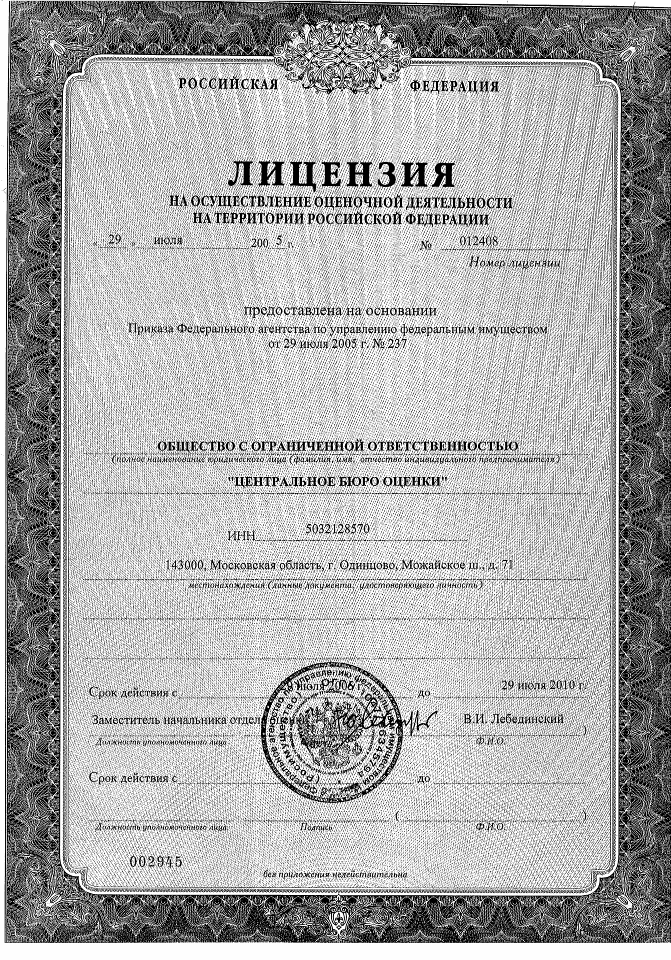 РОССИЙСКАЯ ФЕДЕРАЦИЯ
ЛИЦЕНЗИЯ
НА ОСУЩЕСТВЛЕНИЕ ОЦЕНОЧНОЙ ДЕЯТЕЛЬНОСТИ
НА ТЕРРИТОРИИ РОССИЙСКОЙ ФЕДЕРАЦИИ
« 29 » июля 2005 г. № 012408
Номер лицензии
предоставлена на основании
Приказа Федерального агентства по управлению федеральным имуществом
от 29 июля 2005 г. № 237
ОБЩЕСТВО С ОГРАНИЧЕННОЙ ОТВЕТСТВЕННОСТЬЮ
(полное наименование юридического лица (фамилия, имя, отчество индивидуального предпринимателя)
"ЦЕНТРАЛЬНОЕ БЮРО ОЦЕНКИ"
ИНН 5032128570
143000, Московская область, г. Одинцово, Можайское ш., д. 71
местонахождения (данные документа, удостоверяющего личность)
Срок действия с июля до 29 июля 2010 г.
Заместитель начальника отдела В.И. Лебединский )
Должность уполномоченного лица Ф.И.О.
Срок действия с до
( )
Должность уполномоченного лица Подпись Ф.И.О.
002945
без приложения недействительна